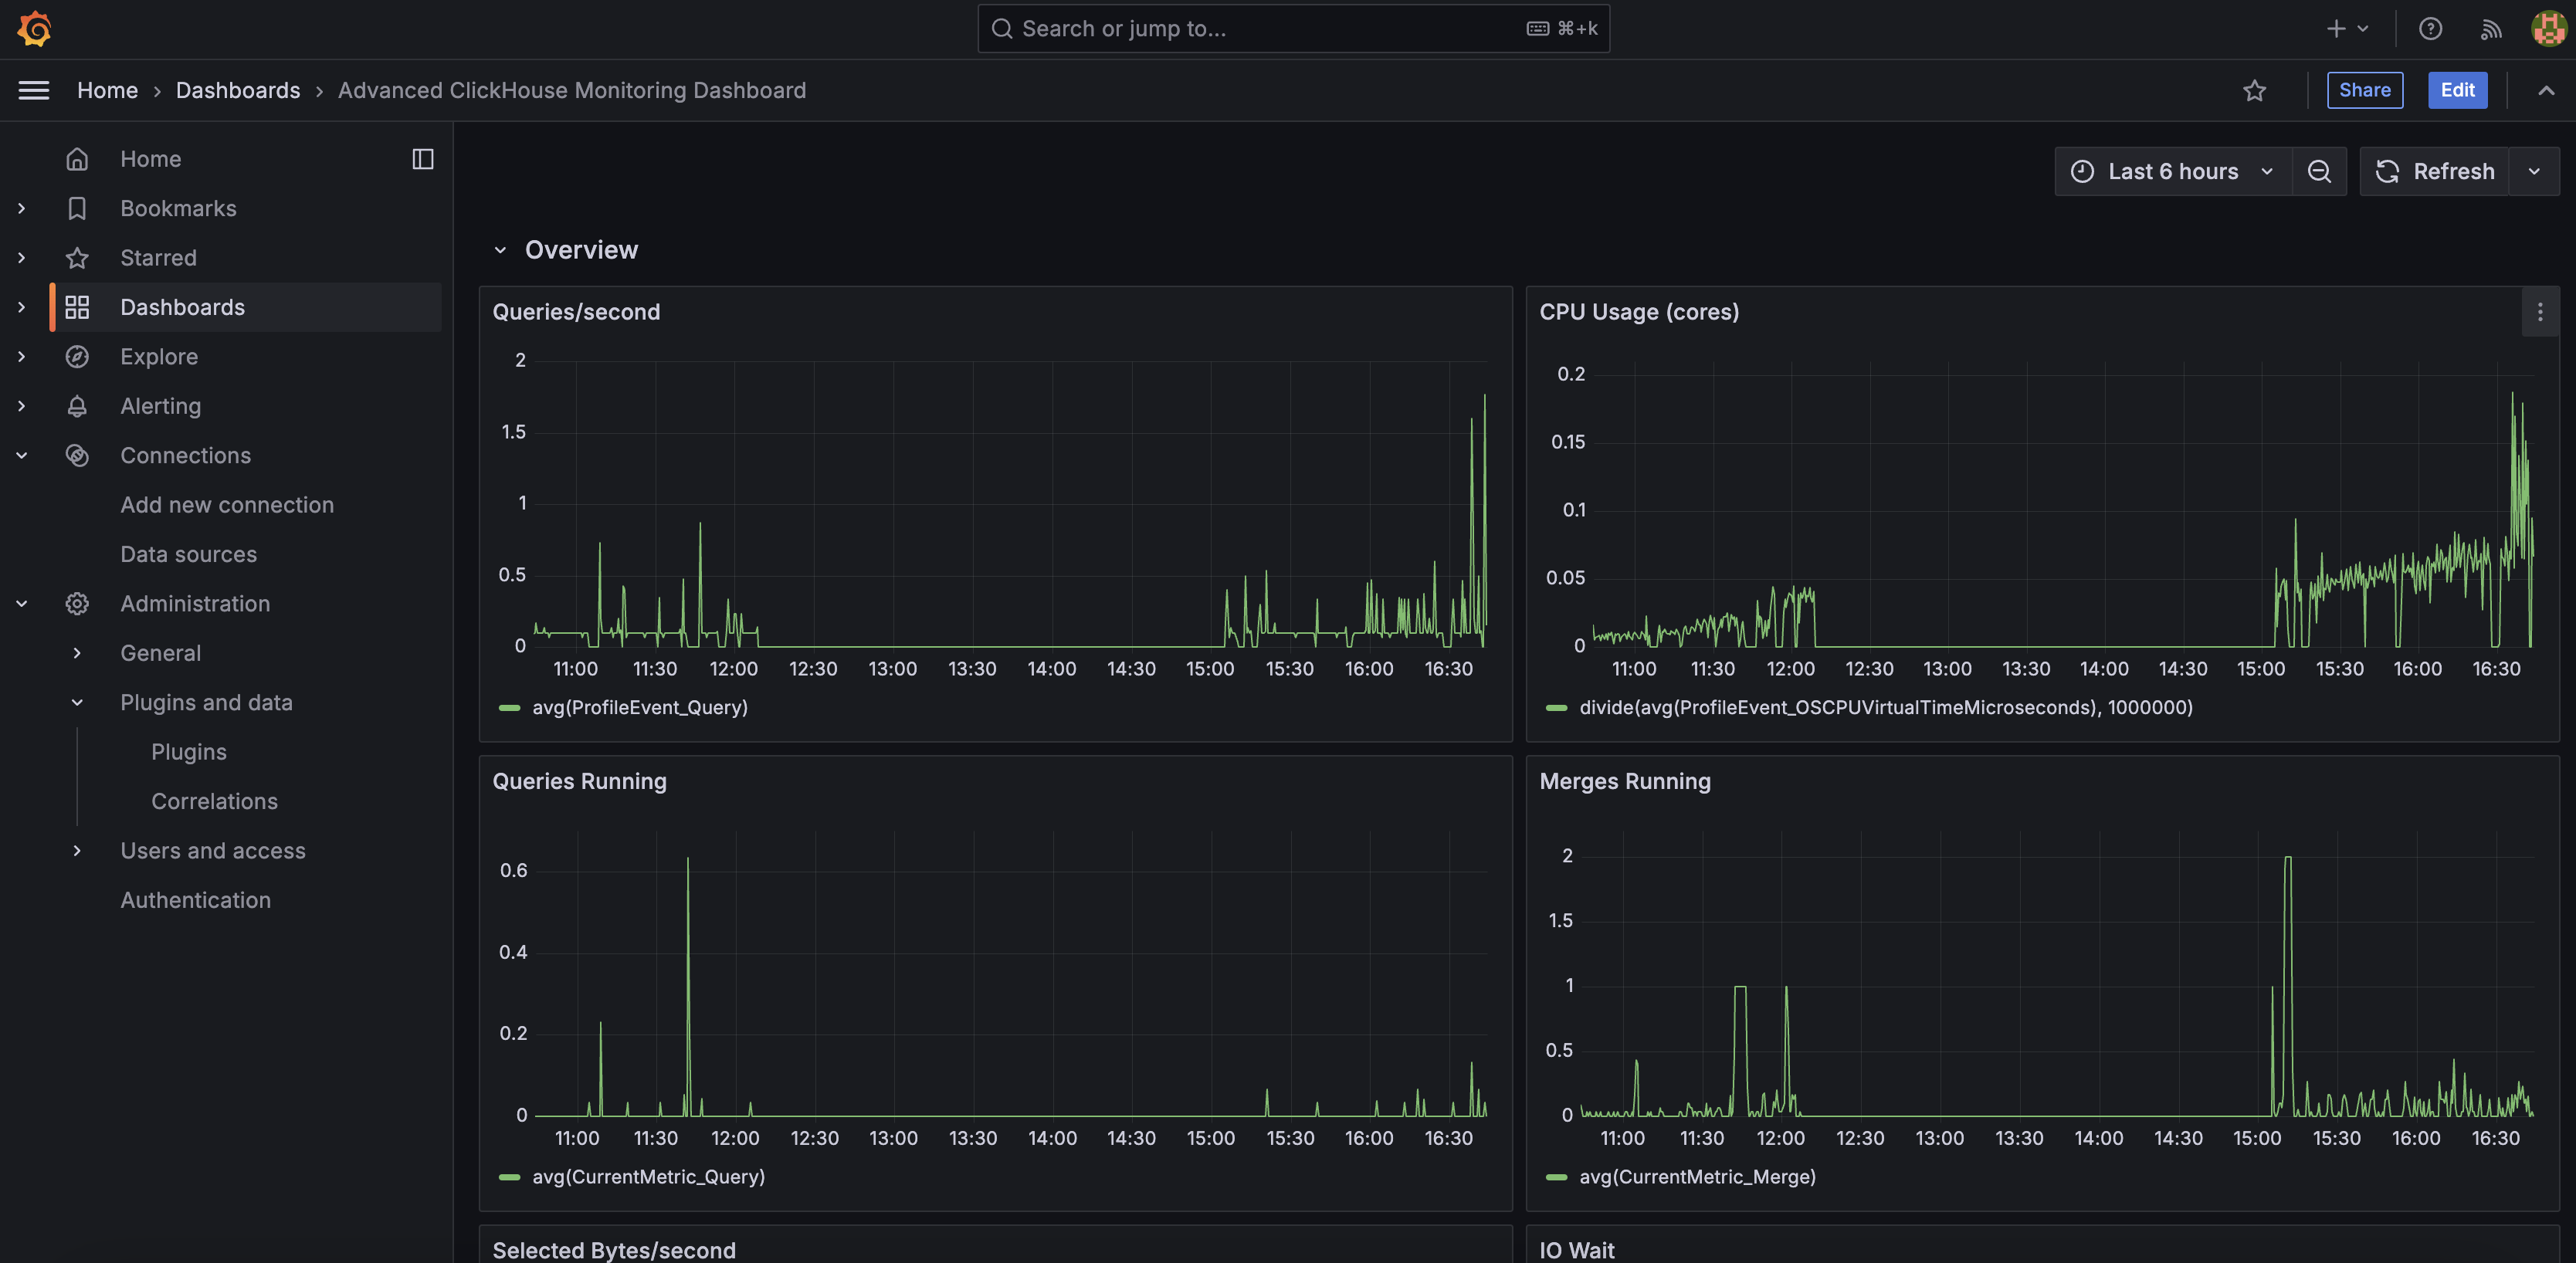 Search or jump to...
⌘+k
Home › Dashboards › Advanced ClickHouse Monitoring Dashboard
Share
Edit
Home
Bookmarks
Starred
Dashboards
Explore
Alerting
Connections
Add new connection
Data sources
Administration
General
Plugins and data
Plugins
Correlations
Users and access
Authentication
Last 6 hours
Refresh
Overview
Queries/second
2
1.5
1
0.5
0
11:00 11:30 12:00 12:30 13:00 13:30 14:00 14:30 15:00 15:30 16:00 16:30
avg(ProfileEvent_Query)
CPU Usage (cores)
0.2
0.15
0.1
0.05
0
11:00 11:30 12:00 12:30 13:00 13:30 14:00 14:30 15:00 15:30 16:00 16:30
divide(avg(ProfileEvent_OSCPUVirtualTimeMicroseconds), 1000000)
Queries Running
0.6
0.4
0.2
0
11:00 11:30 12:00 12:30 13:00 13:30 14:00 14:30 15:00 15:30 16:00 16:30
avg(CurrentMetric_Query)
Merges Running
2
1.5
1
0.5
0
11:00 11:30 12:00 12:30 13:00 13:30 14:00 14:30 15:00 15:30 16:00 16:30
avg(CurrentMetric_Merge)
Selected Bytes/second
IO Wait